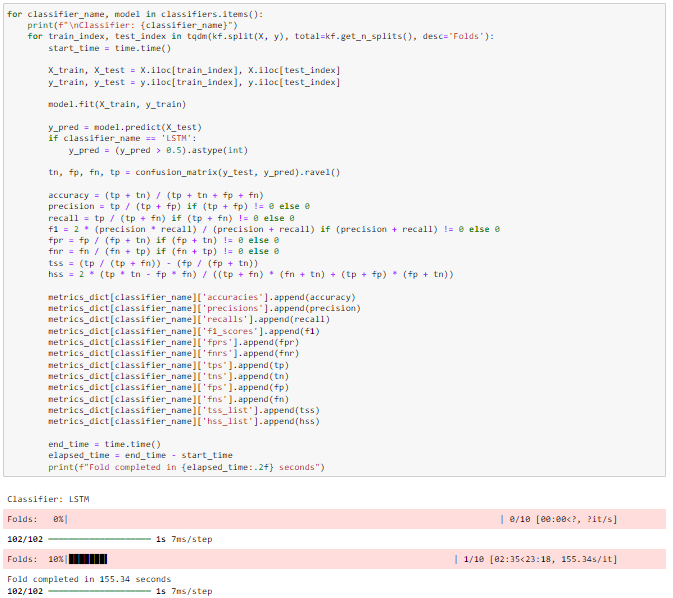 for classifier_name, model in classifiers.items():
    print(f"\nClassifier: {classifier_name}")
    for train_index, test_index in tqdm(kf.split(X, y), total=kf.get_n_splits(), desc='Folds'):
        start_time = time.time()

        X_train, X_test = X.iloc[train_index], X.iloc[test_index]
        y_train, y_test = y.iloc[train_index], y.iloc[test_index]

        model.fit(X_train, y_train)

        y_pred = model.predict(X_test)
        if classifier_name == 'LSTM':
            y_pred = (y_pred > 0.5).astype(int)

        tn, fp, fn, tp = confusion_matrix(y_test, y_pred).ravel()

        accuracy = (tp + tn) / (tp + tn + fp + fn)
        precision = tp / (tp + fp) if (tp + fp) != 0 else 0
        recall = tp / (tp + fn) if (tp + fn) != 0 else 0
        f1 = 2 * (precision * recall) / (precision + recall) if (precision + recall) != 0 else 0
        fpr = fp / (fp + tn) if (fp + tn) != 0 else 0
        fnr = fn / (fn + tp) if (fn + tp) != 0 else 0
        tss = (tp / (tp + fn)) - (fp / (fp + tn))
        hss = 2 * (tp * tn - fp * fn) / ((tp + fn) * (fn + tn) + (tp + fp) * (fp + tn))

        metrics_dict[classifier_name]['accuracies'].append(accuracy)
        metrics_dict[classifier_name]['precisions'].append(precision)
        metrics_dict[classifier_name]['recalls'].append(recall)
        metrics_dict[classifier_name]['f1_scores'].append(f1)
        metrics_dict[classifier_name]['fprs'].append(fpr)
        metrics_dict[classifier_name]['fnrs'].append(fnr)
        metrics_dict[classifier_name]['tps'].append(tp)
        metrics_dict[classifier_name]['tns'].append(tn)
        metrics_dict[classifier_name]['fps'].append(fp)
        metrics_dict[classifier_name]['fns'].append(fn)
        metrics_dict[classifier_name]['tss_list'].append(tss)
        metrics_dict[classifier_name]['hss_list'].append(hss)

        end_time = time.time()
        elapsed_time = end_time - start_time
        print(f"Fold completed in {elapsed_time:.2f} seconds")

Classifier: LSTM
Folds:   0%| | 0/10 [00:00<?, ?it/s]
102/102 1s 7ms/step
Folds:  10%| | 1/10 [02:35<23:18, 155.34s/it]
Fold completed in 155.34 seconds
102/102 1s 7ms/step